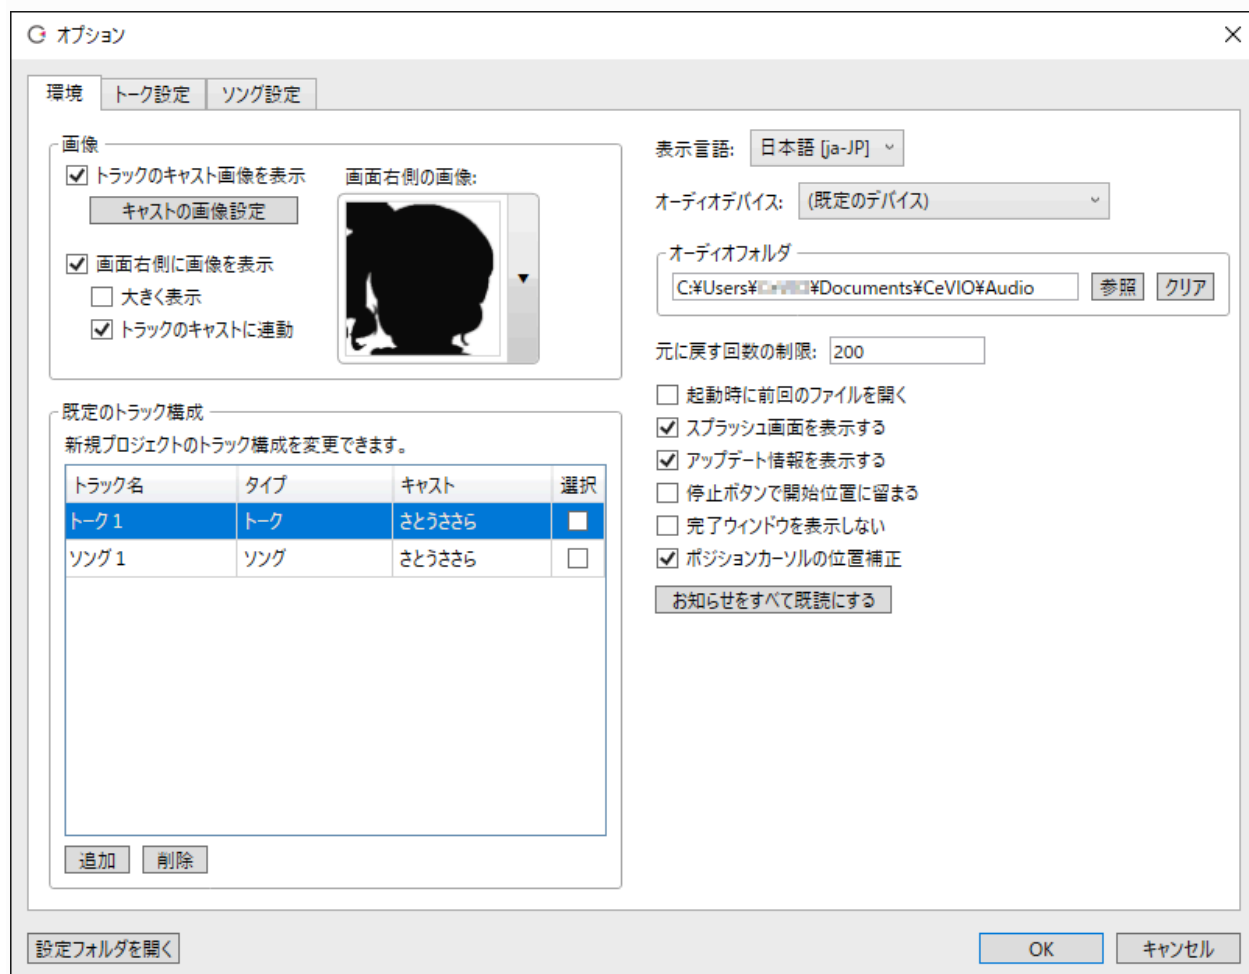 オプション
環境
トーク設定
ソング設定
画像
トラックのキャスト画像を表示
キャストの画像設定
画面右側に画像を表示
大きく表示
トラックのキャストに連動
画面右側の画像:
既定のトラック構成
新規プロジェクトのトラック構成を変更できます。
トラック名 タイプ キャスト 選択
トーク1 トーク さとうささら
ソング1 ソング さとうささら
追加 削除
表示言語: 日本語 [ja-JP]
オーディオデバイス: (既定のデバイス)
オーディオフォルダ
C:¥Users¥ ¥Documents¥CeVIO¥Audio 参照 クリア
元に戻す回数の制限: 200
起動時に前回のファイルを開く
スプラッシュ画面を表示する
アップデート情報を表示する
停止ボタンで開始位置に留まる
完了ウィンドウを表示しない
ポジションカーソルの位置補正
お知らせをすべて既読にする
設定フォルダを開く OK キャンセル